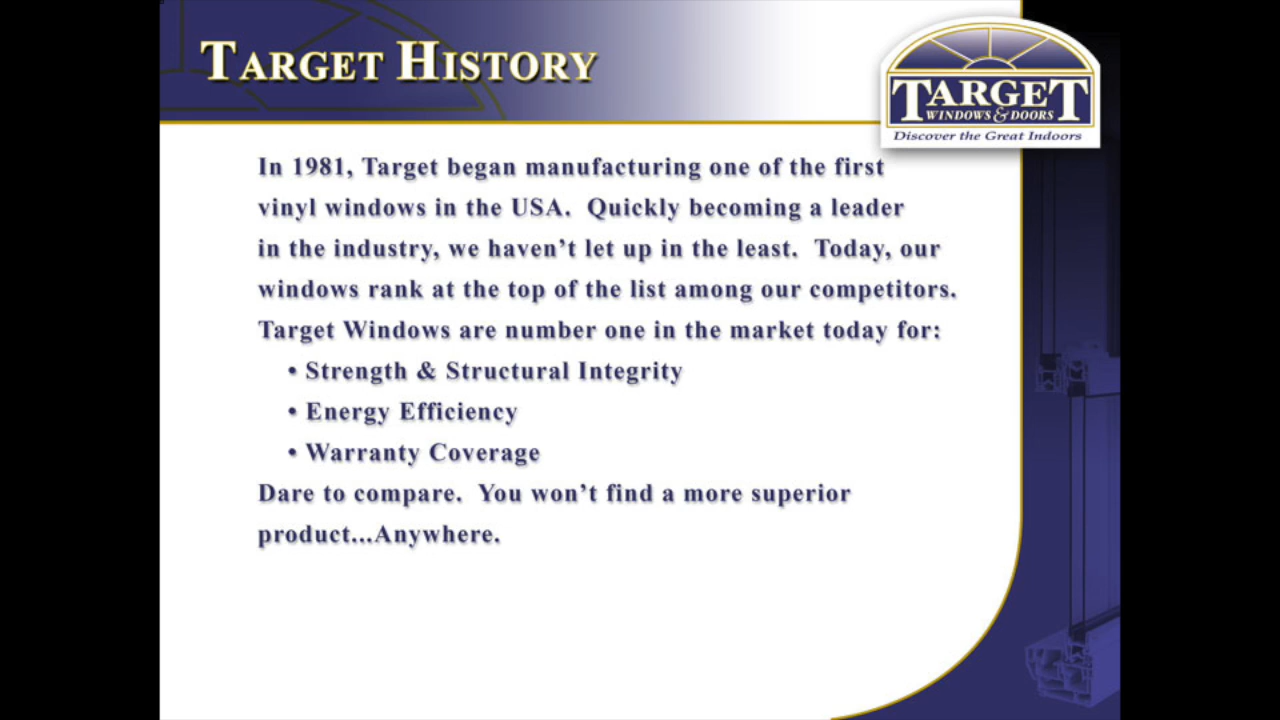 TARGET HISTORY
TARGET
WINDOWS & DOORS
Discover the Great Indoors
In 1981, Target began manufacturing one of the first
vinyl windows in the USA.  Quickly becoming a leader
in the industry, we haven’t let up in the least.  Today, our
windows rank at the top of the list among our competitors.
Target Windows are number one in the market today for:
• Strength & Structural Integrity
• Energy Efficiency
• Warranty Coverage
Dare to compare.  You won’t find a more superior
product...Anywhere.